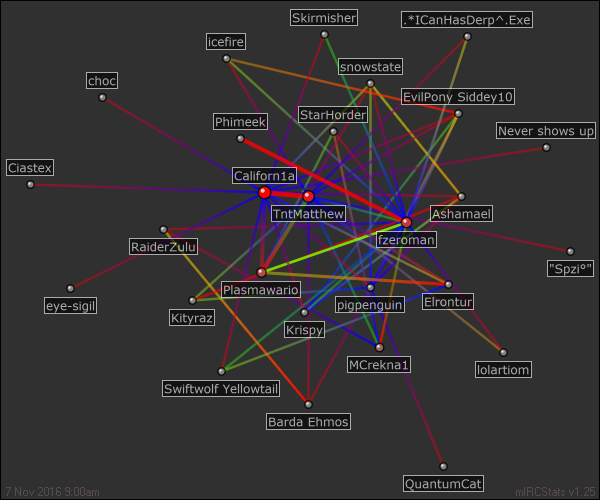 Skirmisher
.*ICanHasDerp^.Exe
icefire
snowstate
choc
EvilPony Siddey10
Phimeek
StarHorder
Never shows up
Ciastex
Californ1a
TntMatthew
Ashamael
fzeroman
RaiderZulu
"Spzi°"
Plasmawario
eye-sigil
Kityraz
pigpenguin
Elrontur
Krispy
MCrekna1
lolartiom
Swiftwolf Yellowtail
Barda Ehmos
QuantumCat
7 Nov 2016 9:00am
mIRCStats v1.25